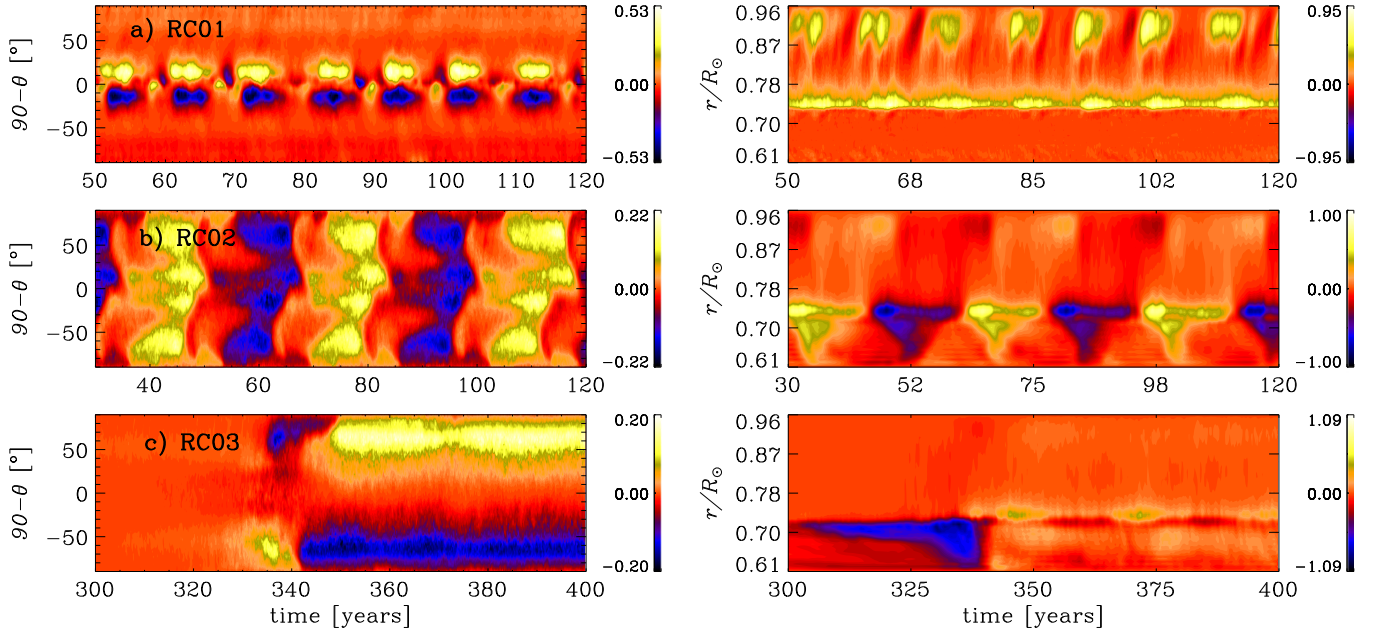 a) RC01
90−θ [°]
50
0
−50
50 60 70 80 90 100 110 120
0.53
0.00
−0.53
r/R⊙
0.96
0.87
0.78
0.70
0.61
50 68 85 102 120
0.95
0.00
−0.95
b) RC02
90−θ [°]
50
0
−50
40 60 80 100 120
0.22
0.00
−0.22
r/R⊙
0.96
0.87
0.78
0.70
0.61
30 52 75 98 120
1.00
0.00
−1.00
c) RC03
90−θ [°]
50
0
−50
300 320 340 360 380 400
time [years]
0.20
0.00
−0.20
r/R⊙
0.96
0.87
0.78
0.70
0.61
300 325 350 375 400
time [years]
1.09
0.00
−1.09